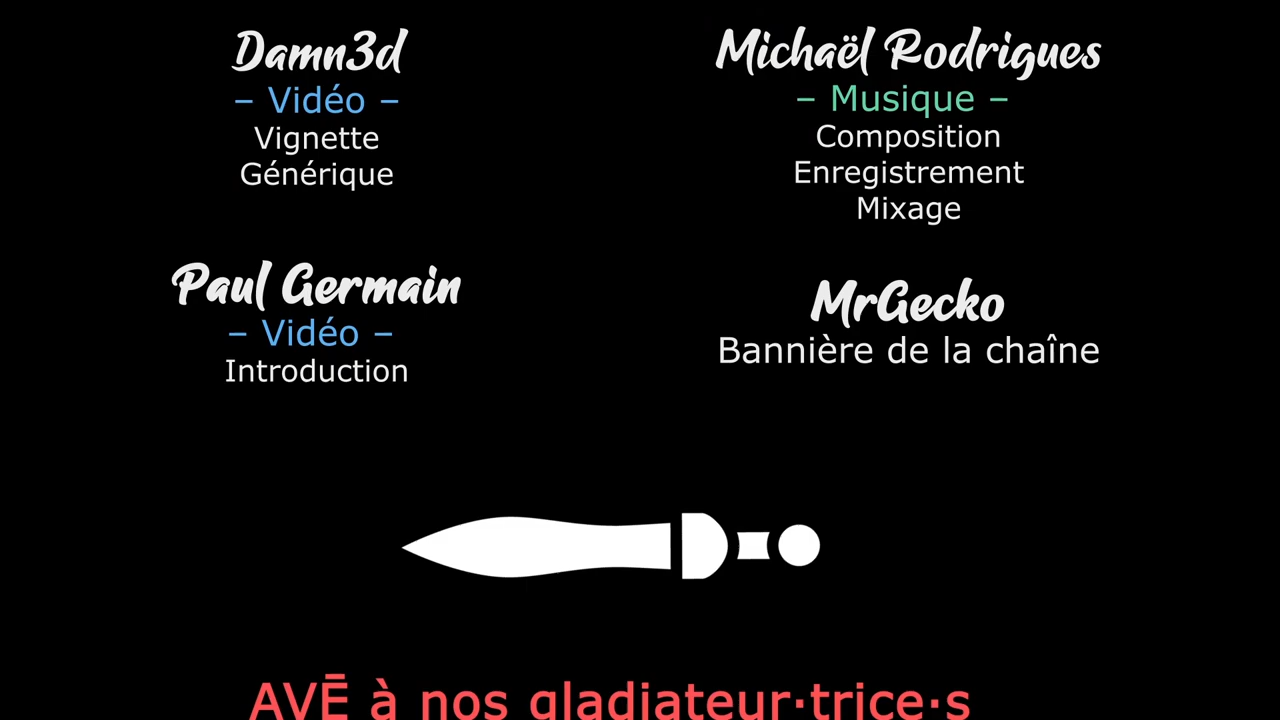 Damn3d
– Vidéo –
Vignette
Générique
Michaël Rodrigues
– Musique –
Composition
Enregistrement
Mixage
Paul Germain
– Vidéo –
Introduction
MrGecko
Bannière de la chaîne
AVĒ à nos gladiateur·trice·s